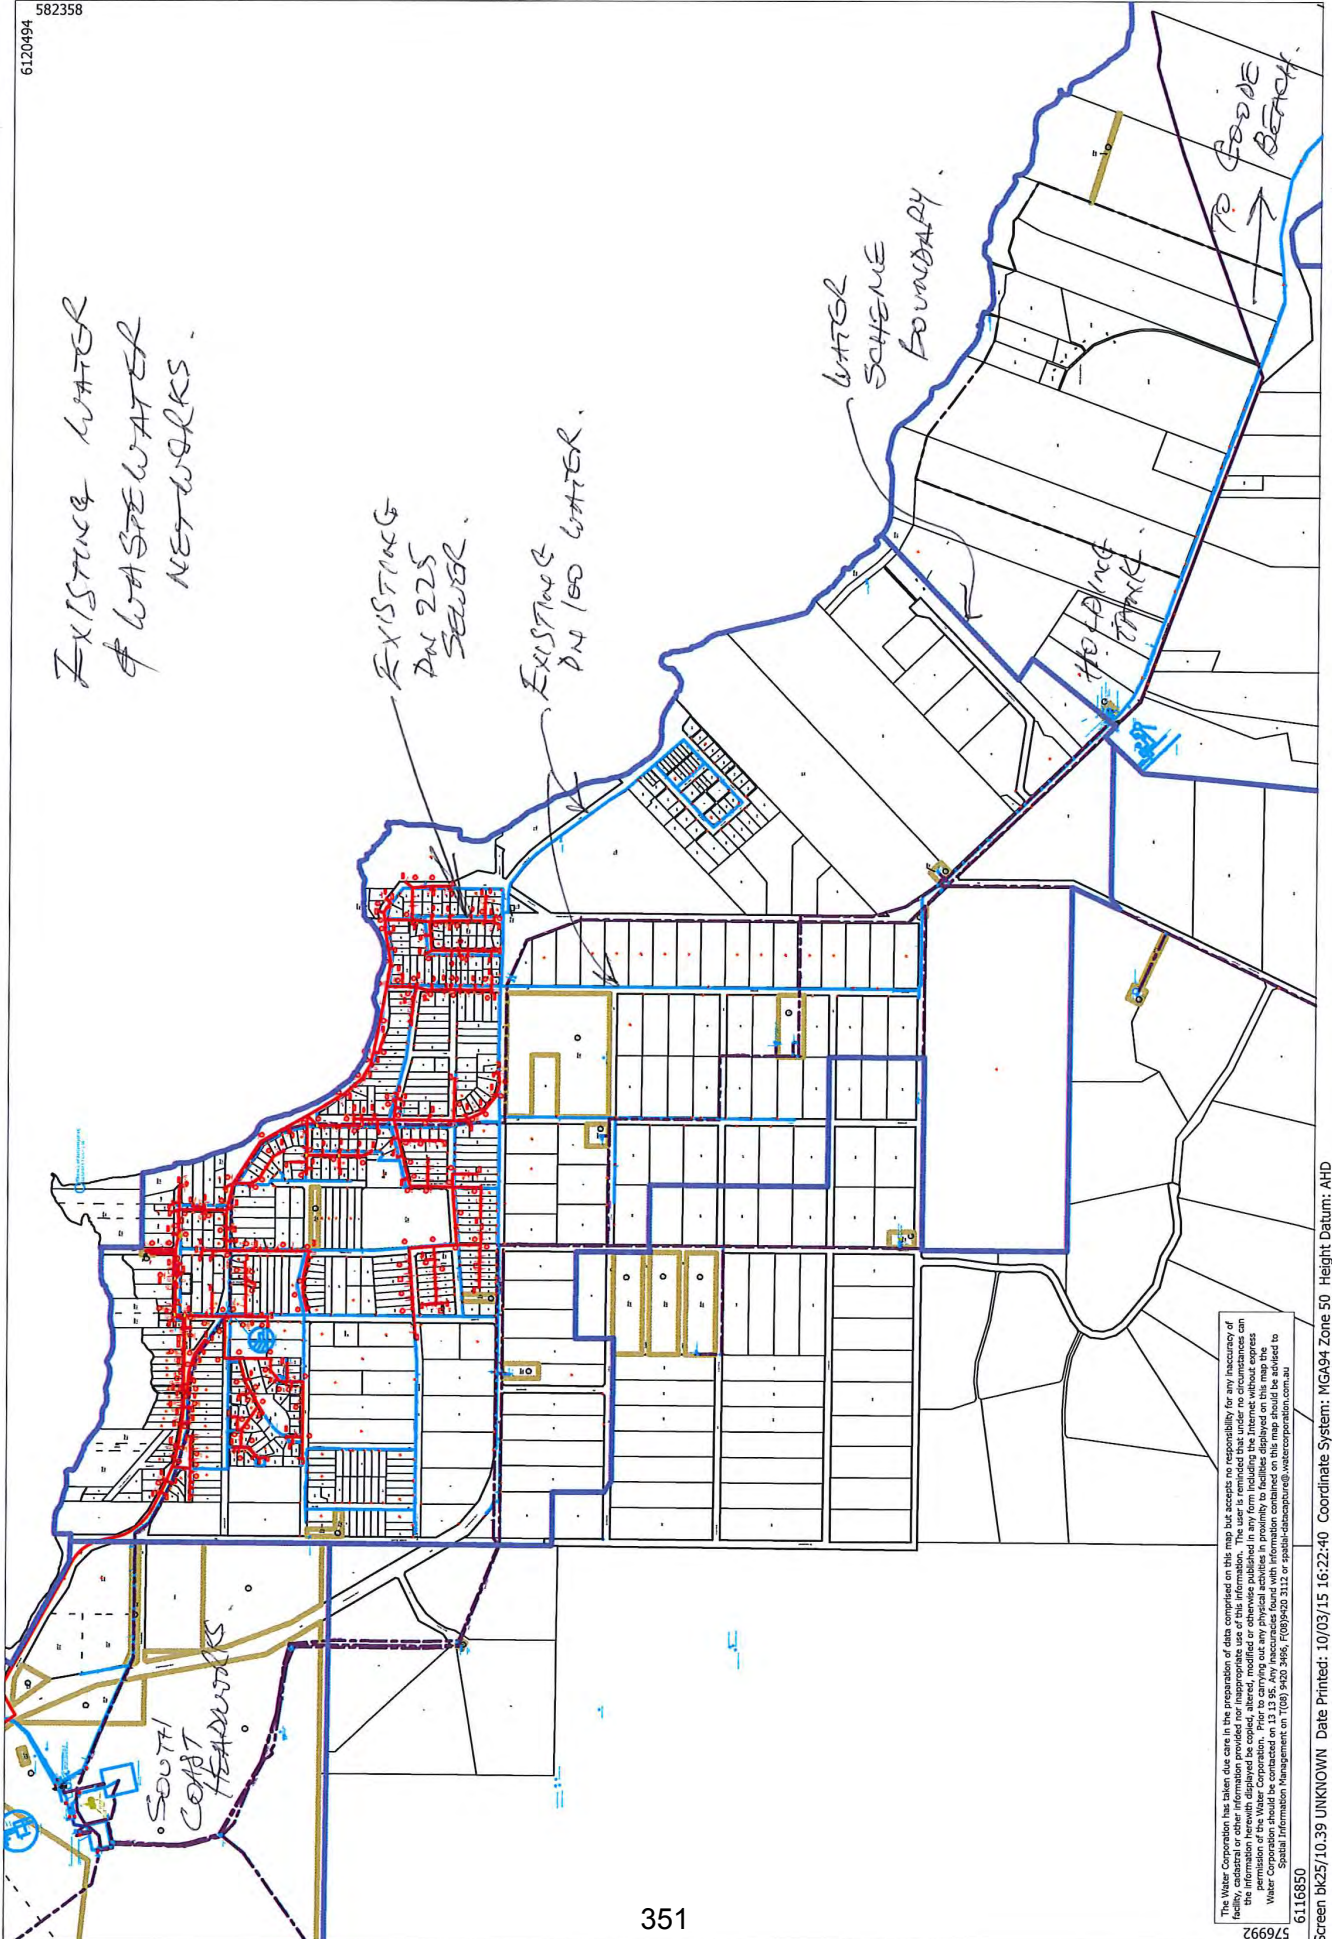 582358
6120494
EXISTING WATER
& WASTEWATER
NETWORKS.
EXISTING
DN 225
SEWER.
EXISTING
DN 100 WATER.
WATER
SCHEME
BOUNDARY.
TO GOODE
BEACH.
HOLDING
TANK.
SOUTH
COAST
HEADWORKS
The Water Corporation has taken due care in the preparation of data comprised on this map but accepts no responsibility for any inaccuracy of
facility, cadastral or other information provided nor inappropriate use of this information. The user is reminded that under no circumstances can
the information herewith displayed be copied, altered, modified or otherwise published in any form including the Internet without express
permission of the Water Corporation. Prior to carrying out any physical activities in proximity to facilities displayed on this map the
Water Corporation should be contacted on 13 13 95. Any inaccuracies found with information contained on this map should be advised to
Spatial Information Management on T(08) 9420 3496, F(08)9420 3112 or spatial-datacapture@.watercorporation.com.au
576992
6116850
Screen bk25/10.39 UNKNOWN Date Printed: 10/03/15 16:22:40 Coordinate System: MGA94 Zone 50 Height Datum: AHD
351